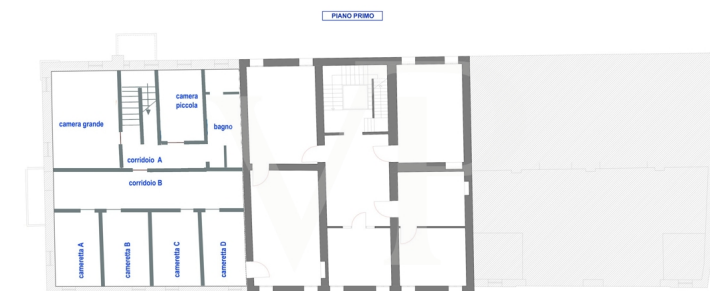 PIANO PRIMO
camera
piccola
camera grande
bagno
corridoio A
corridoio B
cameretta A
cameretta B
cameretta C
cameretta D